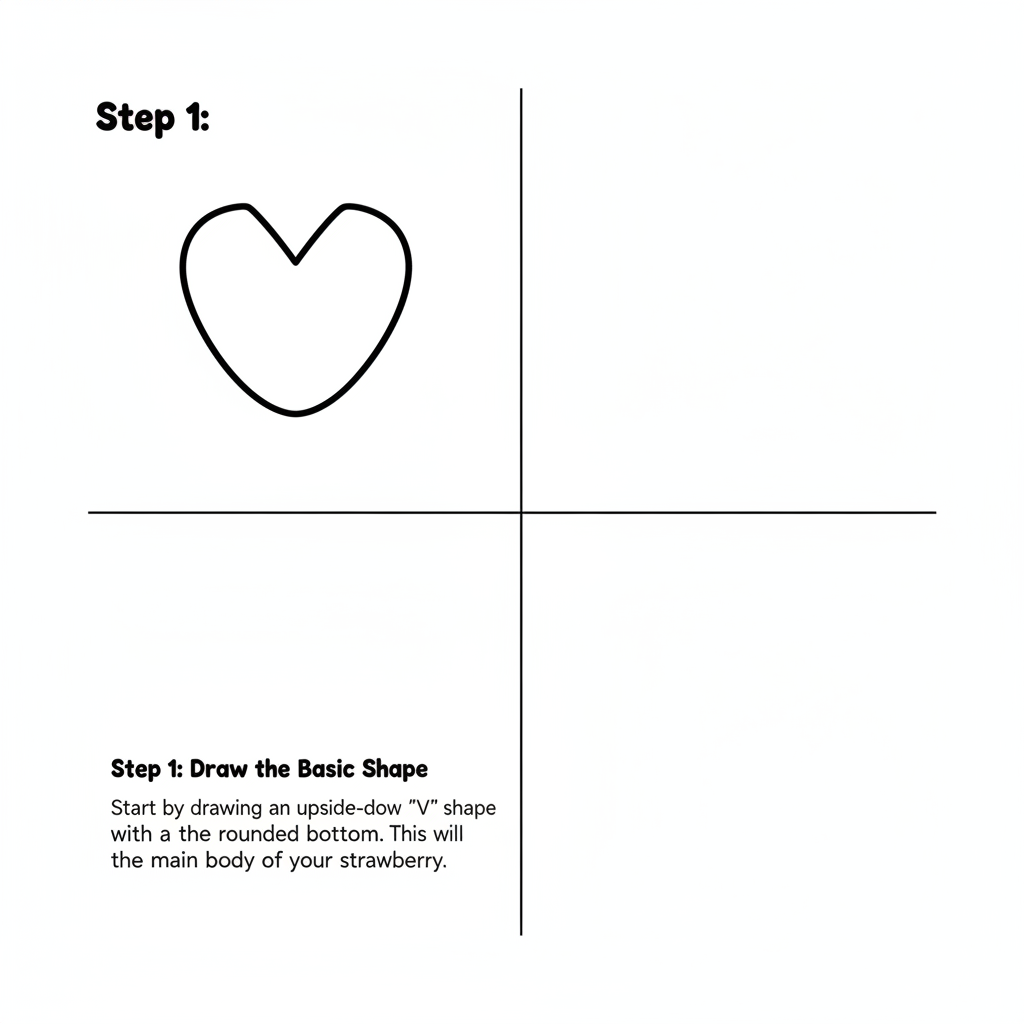 Step 1:
Step 1: Draw the Basic Shape
Start by drawing an upside-dow "V" shape
with a the rounded bottom. This will
the main body of your strawberry.